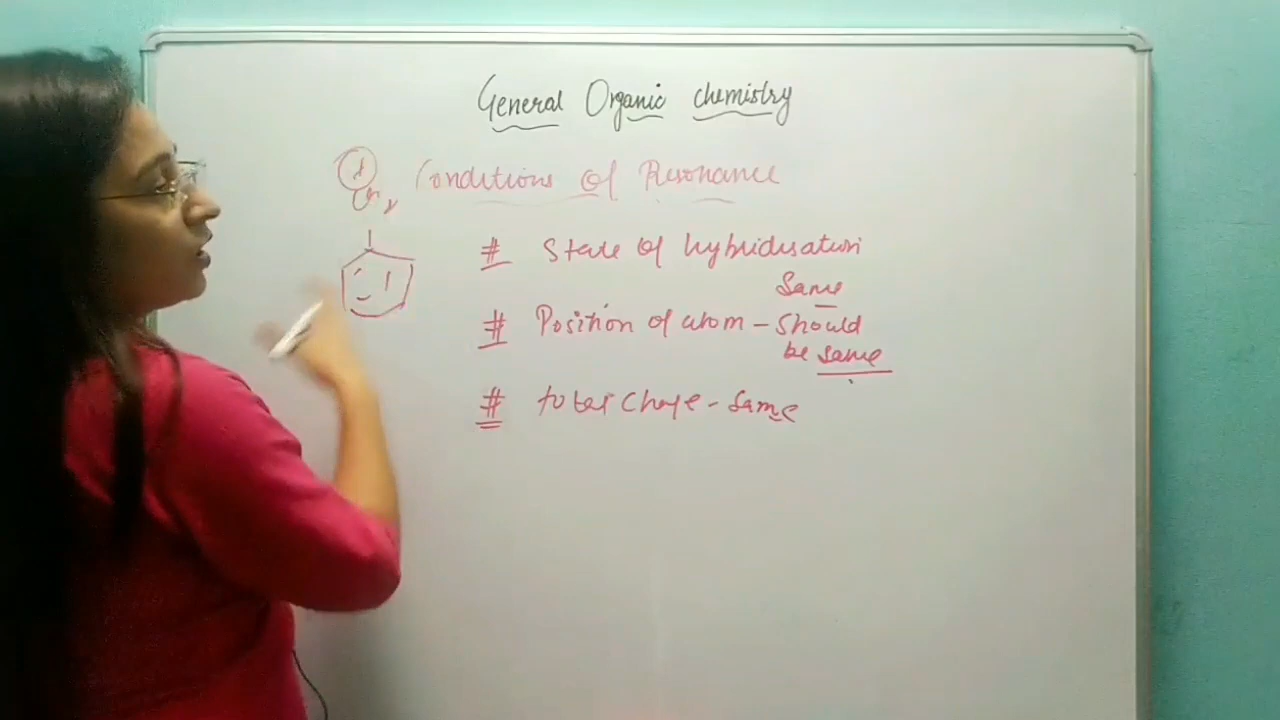 General Organic chemistry
Conditions Of Resonance
# State of hybridisation
Same
# Position of atom - Should
be same
# total Charge - Same